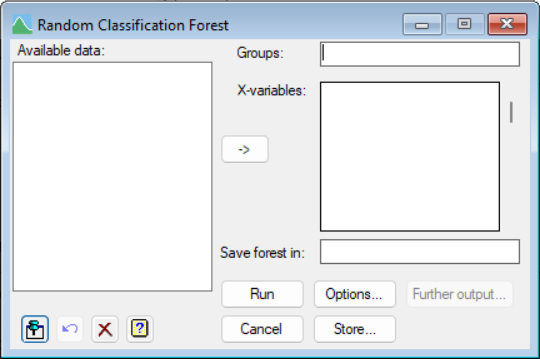 Random Classification Forest
Available data:
Groups:
X-variables:
->
Save forest in:
Run
Options...
Further output...
Cancel
Store...
?